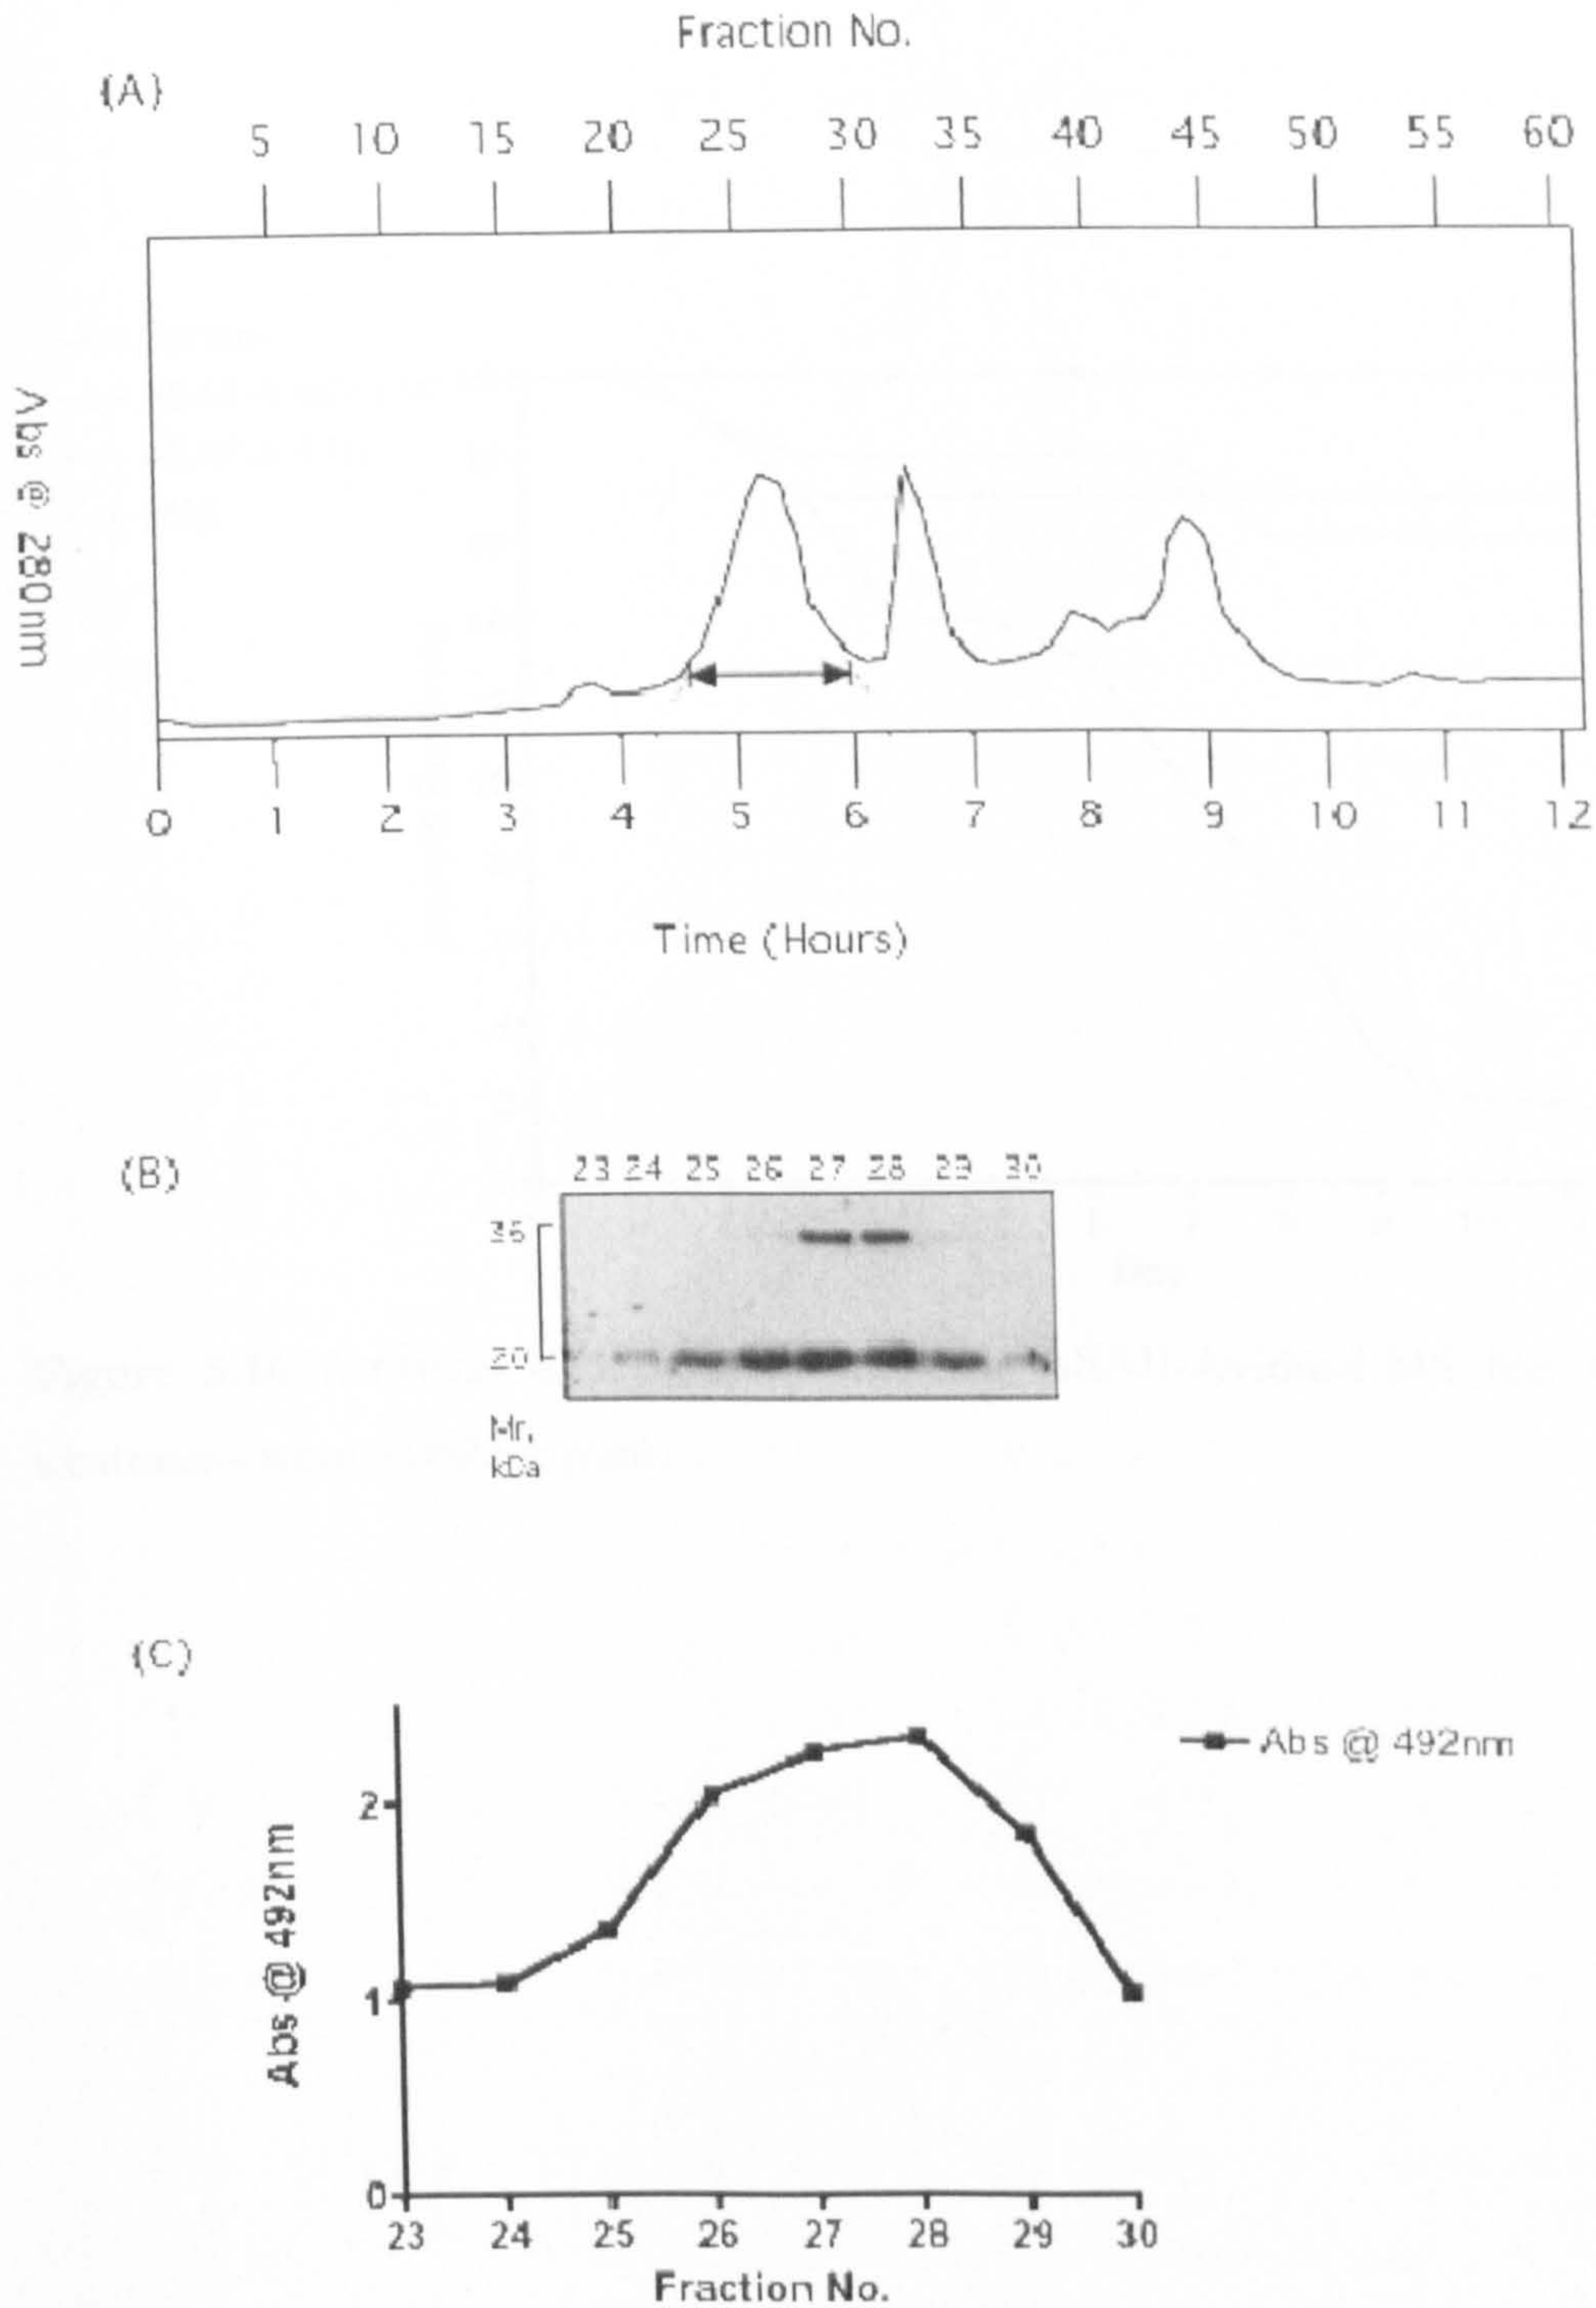 Fraction No.
(A)
5 10 15 20 25 30 35 40 45 50 55 60
Abs @ 280nm
0 1 2 3 4 5 6 7 8 9 10 11 12
Time (Hours)
(B)
23 24 25 26 27 28 29 30
20
Mr,
kDa
(C)
Abs @ 492nm
2
Abs @ 492nm
1
0
23 24 25 26 27 28 29 30
Fraction No.